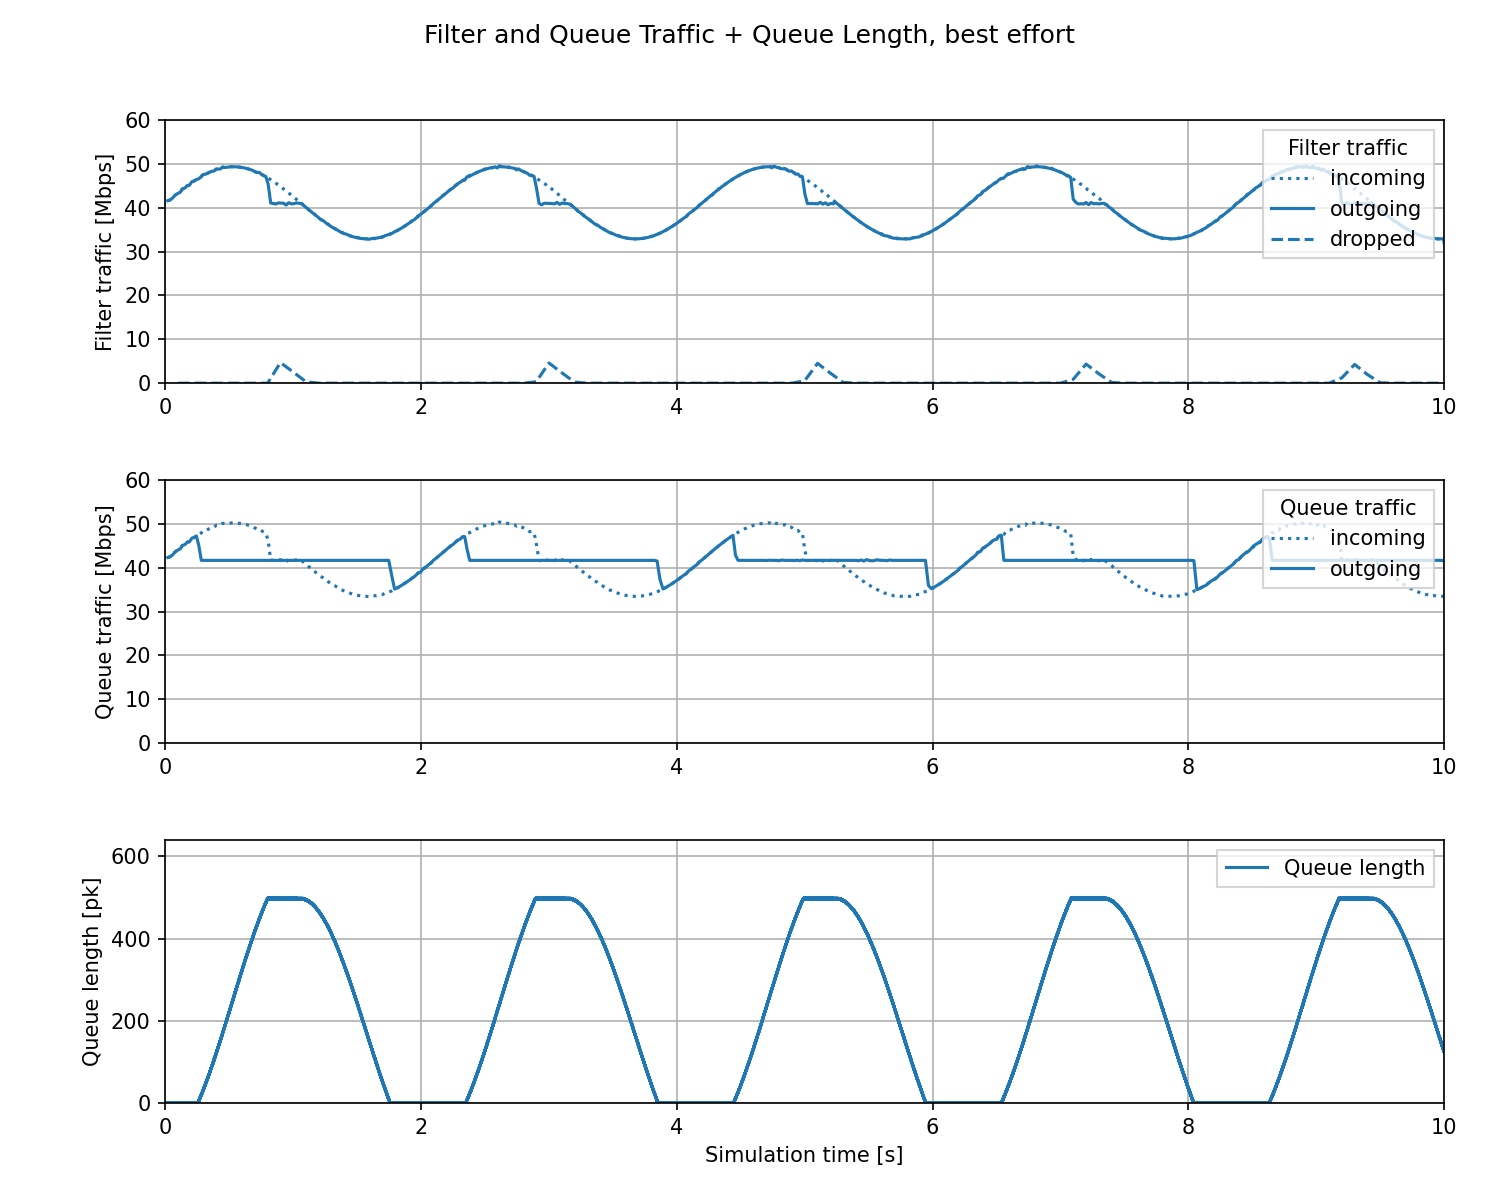 Filter and Queue Traffic + Queue Length, best effort
Filter traffic [Mbps]
60
50
40
30
20
10
0
0 2 4 6 8 10
Filter traffic
incoming
outgoing
dropped
Queue traffic [Mbps]
60
50
40
30
20
10
0
0 2 4 6 8 10
Queue traffic
incoming
outgoing
Queue length [pk]
600
400
200
0
0 2 4 6 8 10
Queue length
Simulation time [s]